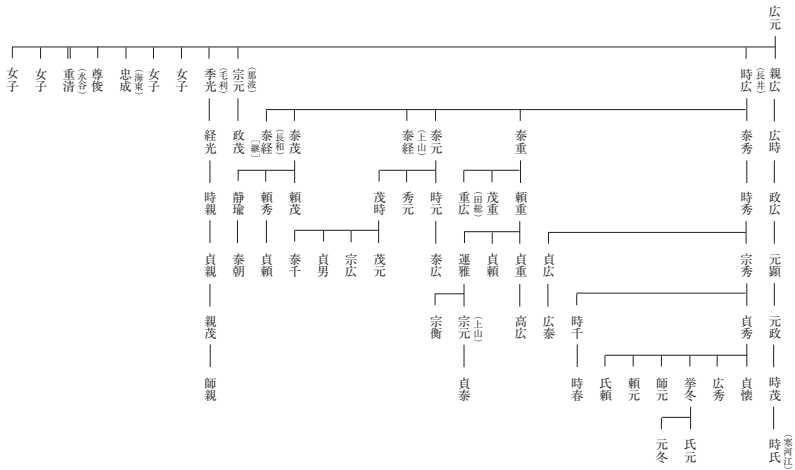 広元
親広
（長井）
時広
（那波）
宗元
（毛利）
季光
女子
女子
（海東）
忠成
尊俊
（水谷）
重清
女子
女子
広時
泰秀
泰重
泰元
（上山）
泰経
泰茂
（長和）
泰経
［継］
政茂
経光
政広
時秀
頼重
茂重
（田総）
重広
時元
秀元
茂時
頼茂
頼秀
静瑜
時親
元顕
宗秀
貞広
貞重
貞頼
運雅
泰広
茂元
宗広
貞男
泰千
貞頼
泰朝
貞親
元政
貞秀
時千
広泰
高広
（上山）
宗元
宗衡
親茂
時茂
貞懐
広秀
挙冬
師元
頼元
氏頼
時春
貞泰
師親
（寒河江）
時氏
氏元
元冬